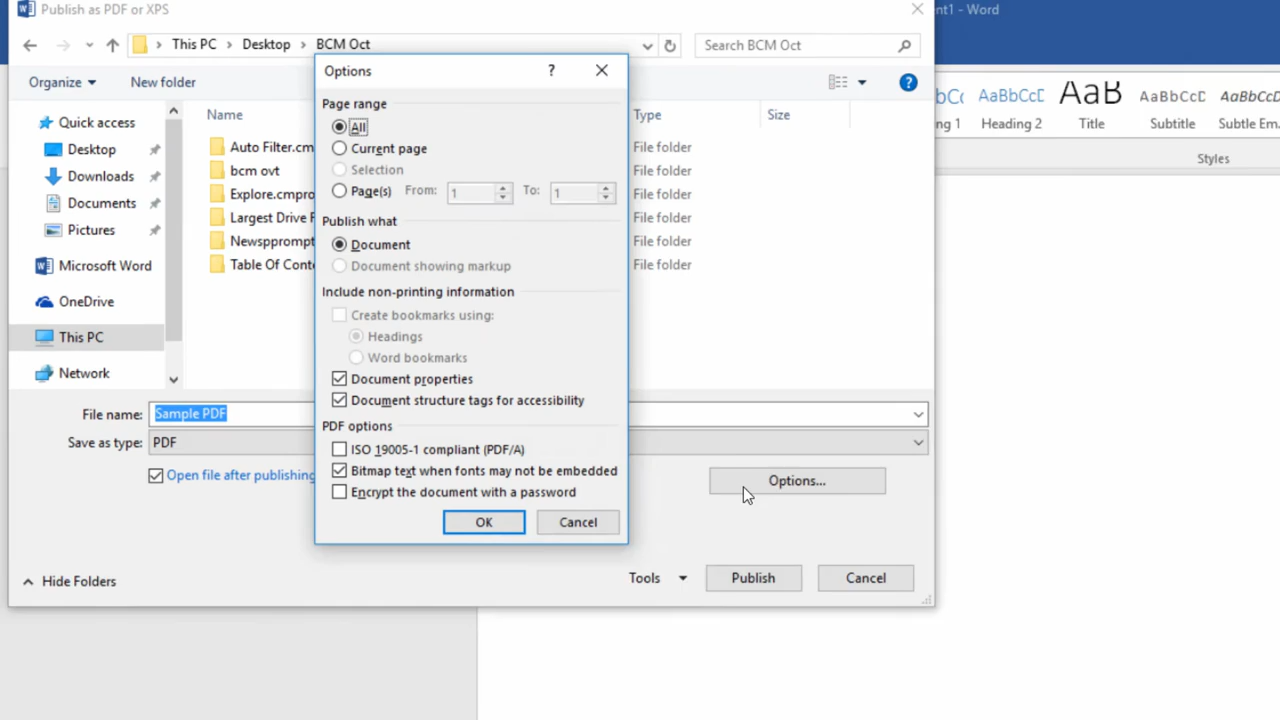 Publish as PDF or XPS
nt1 - Word
This PC > Desktop > BCM Oct
Search BCM Oct
Organize
New folder
Name
Type
Size
Quick access
Desktop
Downloads
Documents
Pictures
Microsoft Word
OneDrive
This PC
Network
Auto Filter.cm
File folder
bcm ovt
File folder
Explore.cmpro
File folder
Largest Drive F
File folder
Newspprompt
File folder
Table Of Conte
File folder
Options
?
Page range
All
Current page
Selection
Page(s) From: 1 To: 1
Publish what
Document
Document showing markup
Include non-printing information
Create bookmarks using:
Headings
Word bookmarks
Document properties
Document structure tags for accessibility
PDF options
ISO 19005-1 compliant (PDF/A)
Bitmap text when fonts may not be embedded
Encrypt the document with a password
OK
Cancel
File name: Sample PDF
Save as type: PDF
Open file after publishing
Options...
Hide Folders
Tools
Publish
Cancel
AaBbCcD
AaB
AaBbCcD
AaBbCcD
ng 1
Heading 2
Title
Subtitle
Subtle Em...
Styles